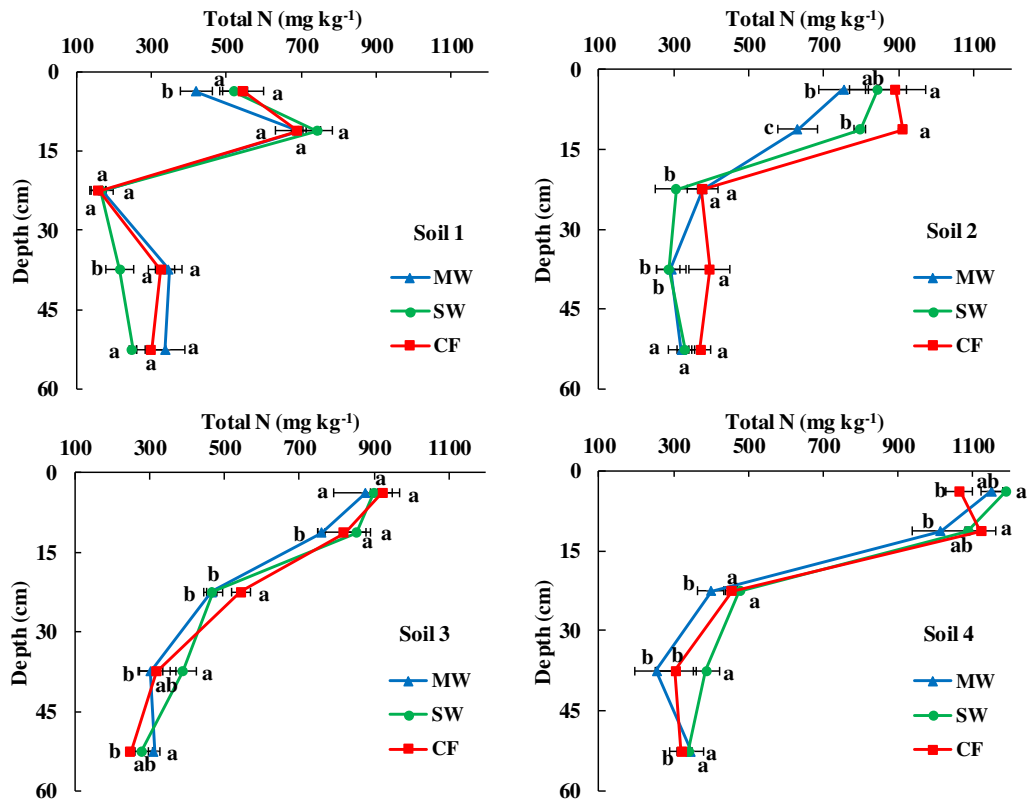 Total N (mg kg⁻¹)
100 300 500 700 900 1100
0
15
30
45
60
Depth (cm)
b a a
a a a
a a a
b a a
a a a
Soil 1
MW
SW
CF
Total N (mg kg⁻¹)
100 300 500 700 900 1100
0
15
30
45
60
Depth (cm)
b ab a
c b a
b a a
b b a
a a a
Soil 2
MW
SW
CF
Total N (mg kg⁻¹)
100 300 500 700 900 1100
0
15
30
45
60
Depth (cm)
a a a
b a a
b b a
b ab a
b ab a
Soil 3
MW
SW
CF
Total N (mg kg⁻¹)
100 300 500 700 900 1100
0
15
30
45
60
Depth (cm)
b ab a
b ab a
b a a
b b a
b a a
Soil 4
MW
SW
CF